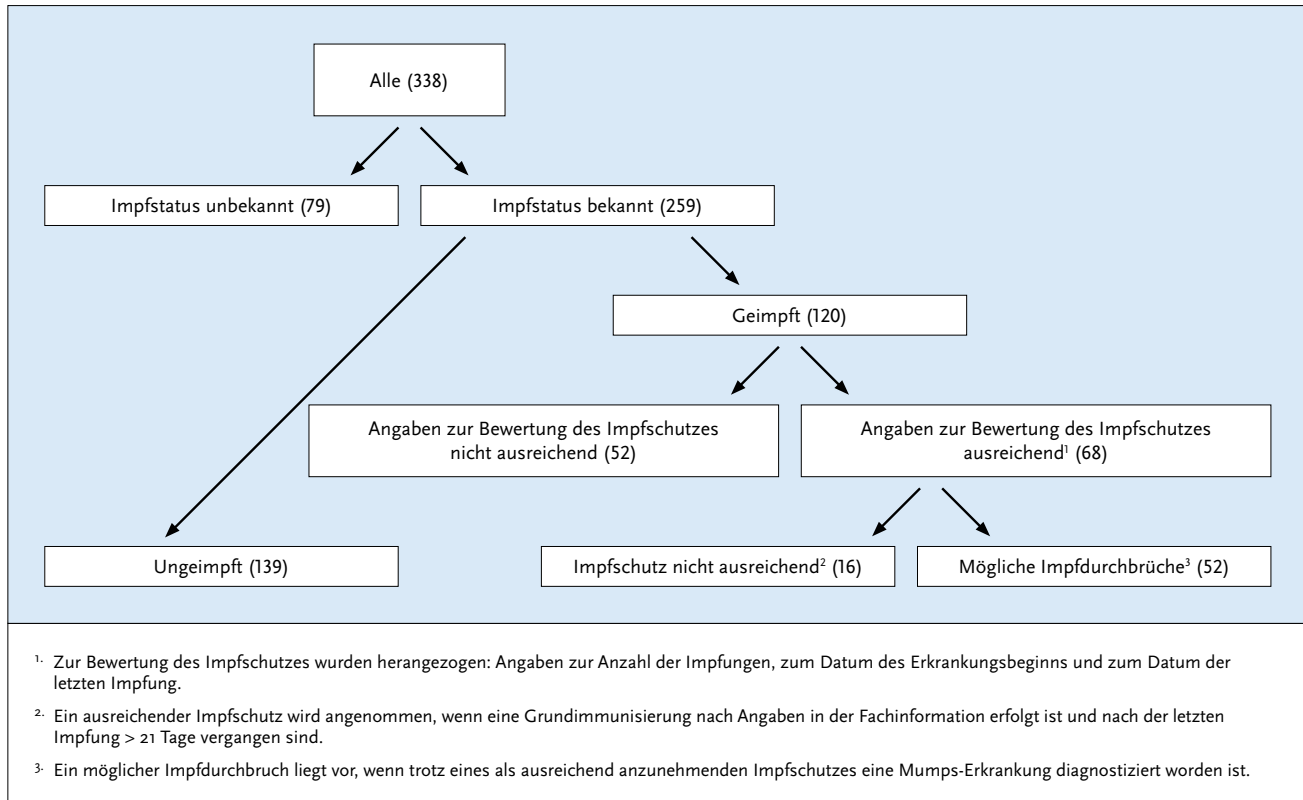 Alle (338)
Impfstatus unbekannt (79)
Impfstatus bekannt (259)
Geimpft (120)
Angaben zur Bewertung des Impfschutzes
nicht ausreichend (52)
Angaben zur Bewertung des Impfschutzes
ausreichend¹ (68)
Ungeimpft (139)
Impfschutz nicht ausreichend² (16)
Mögliche Impfdurchbrüche³ (52)
¹· Zur Bewertung des Impfschutzes wurden herangezogen: Angaben zur Anzahl der Impfungen, zum Datum des Erkrankungsbeginns und zum Datum der
letzten Impfung.
²· Ein ausreichender Impfschutz wird angenommen, wenn eine Grundimmunisierung nach Angaben in der Fachinformation erfolgt ist und nach der letzten
Impfung > 21 Tage vergangen sind.
³· Ein möglicher Impfdurchbruch liegt vor, wenn trotz eines als ausreichend anzunehmenden Impfschutzes eine Mumps-Erkrankung diagnostiziert worden ist.